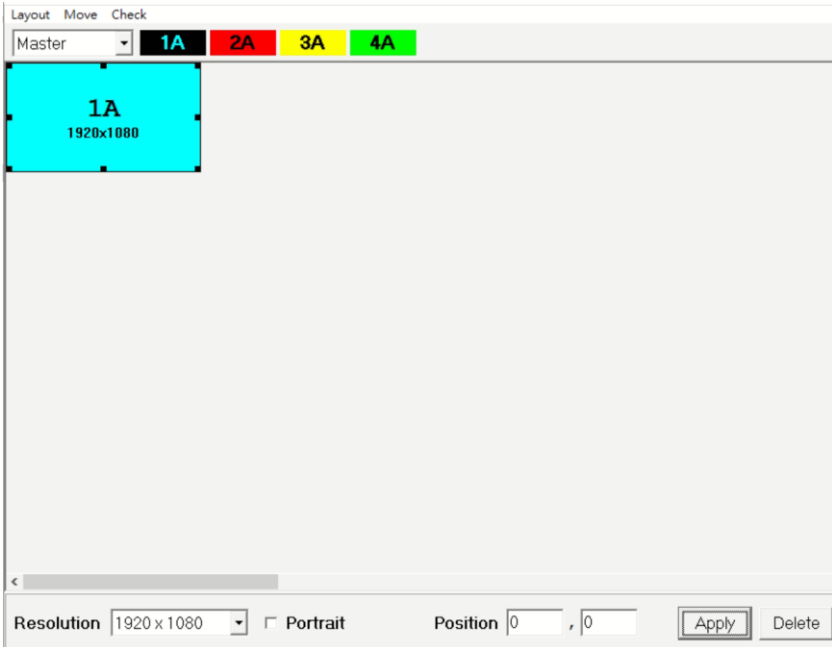 Layout Move Check
Master 1A 2A 3A 4A
1A
1920x1080
Resolution 1920 x 1080 Portrait Position 0 , 0 Apply Delete